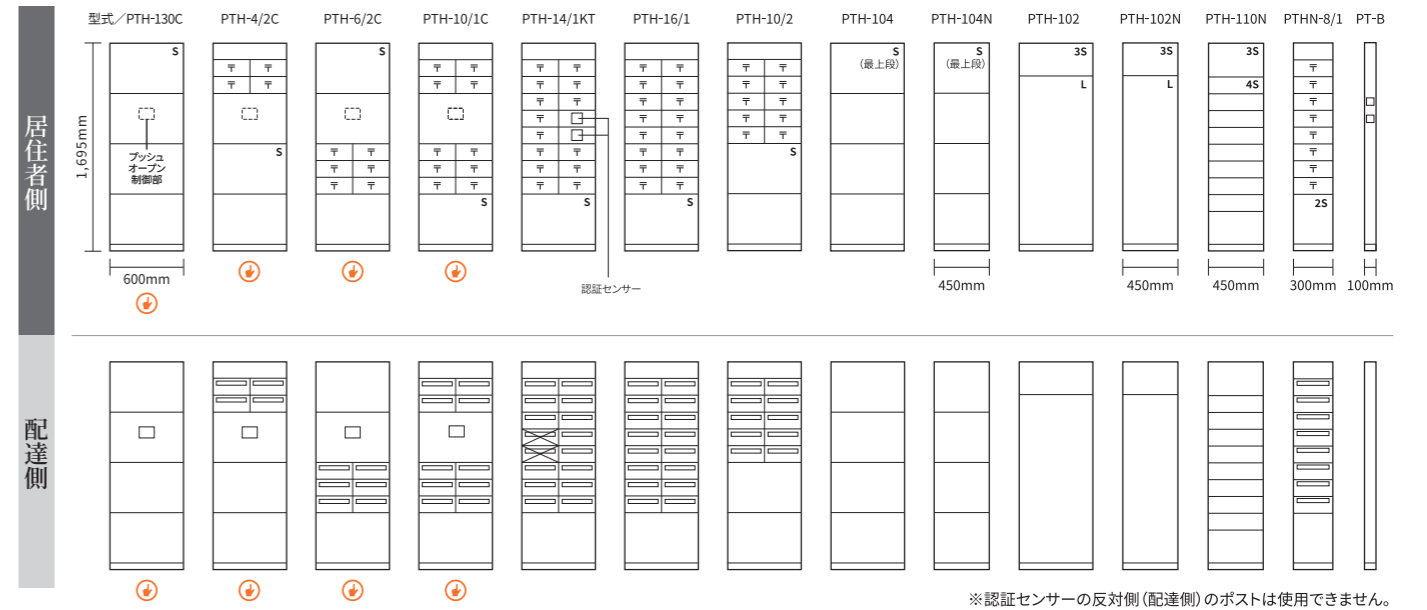 型式／PTH-130C PTH-4/2C PTH-6/2C PTH-10/1C PTH-14/1KT PTH-16/1 PTH-10/2 PTH-104 PTH-104N PTH-102 PTH-102N PTH-110N PTHN-8/1 PT-B
居住者側
1,695mm
S
プッシュ
オープン
制御部
600mm
〒 〒
〒 〒
S
S
〒 〒
〒 〒
〒 〒
〒 〒
〒 〒
〒 〒
〒 〒
〒 〒
S
〒 〒
〒 〒
〒 〒
〒
〒
〒 〒
〒 〒
〒 〒
S
認証センサー
〒 〒
〒 〒
〒 〒
〒 〒
〒 〒
〒 〒
〒 〒
〒 〒
S
〒 〒
〒 〒
〒 〒
〒 〒
〒 〒
S
S
（最上段）
S
（最上段）
450mm
3S
L
3S
L
450mm
3S
4S
450mm
〒
〒
〒
〒
〒
〒
〒
〒
2S
300mm
100mm
配達側
※認証センサーの反対側（配達側）のポストは使用できません。